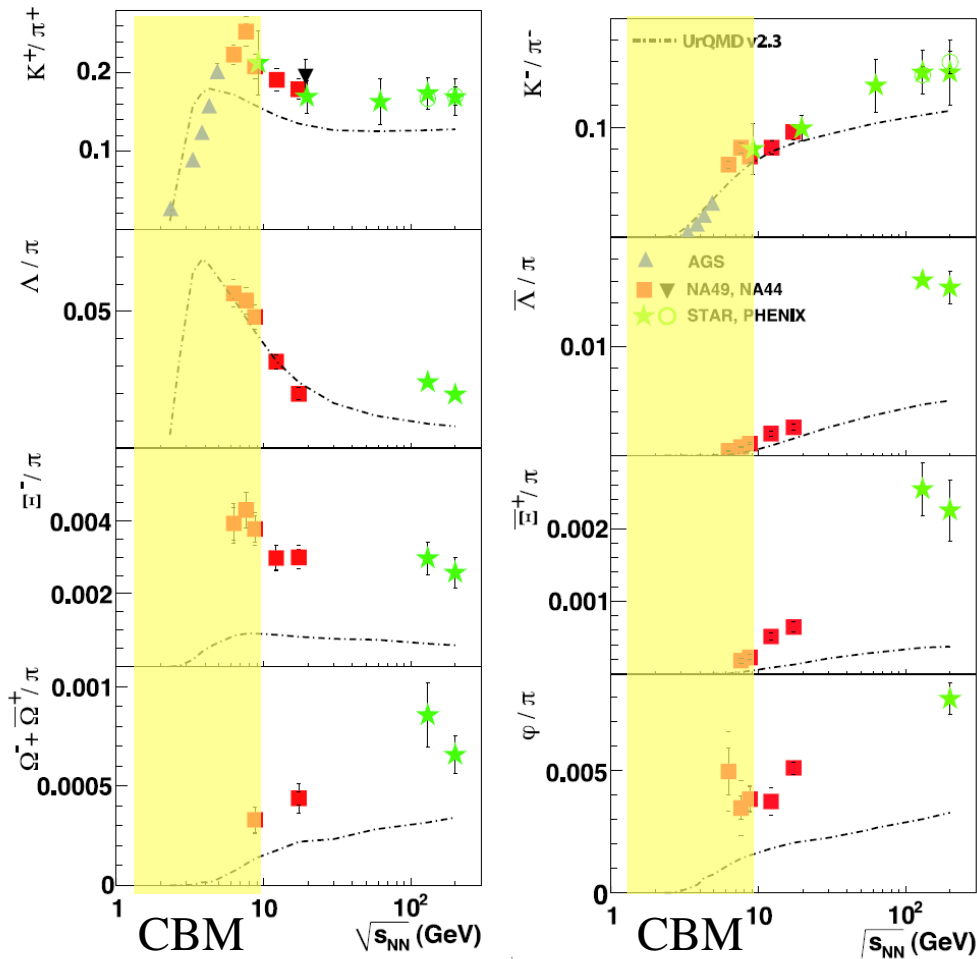 K+/π+
0.2
0.1
Λ/π
0.05
Ξ-/π
0.004
0.002
Ω-+Ω̅+/π
0.001
0.0005
0
1
10
10²
CBM
√sNN (GeV)
K-/π-
UrQMD v2.3
0.1
Λ̅/π
AGS
NA49, NA44
STAR, PHENIX
0.01
Ξ̅+/π
0.002
0.001
φ/π
0.005
0
1
10
10²
CBM
√sNN (GeV)